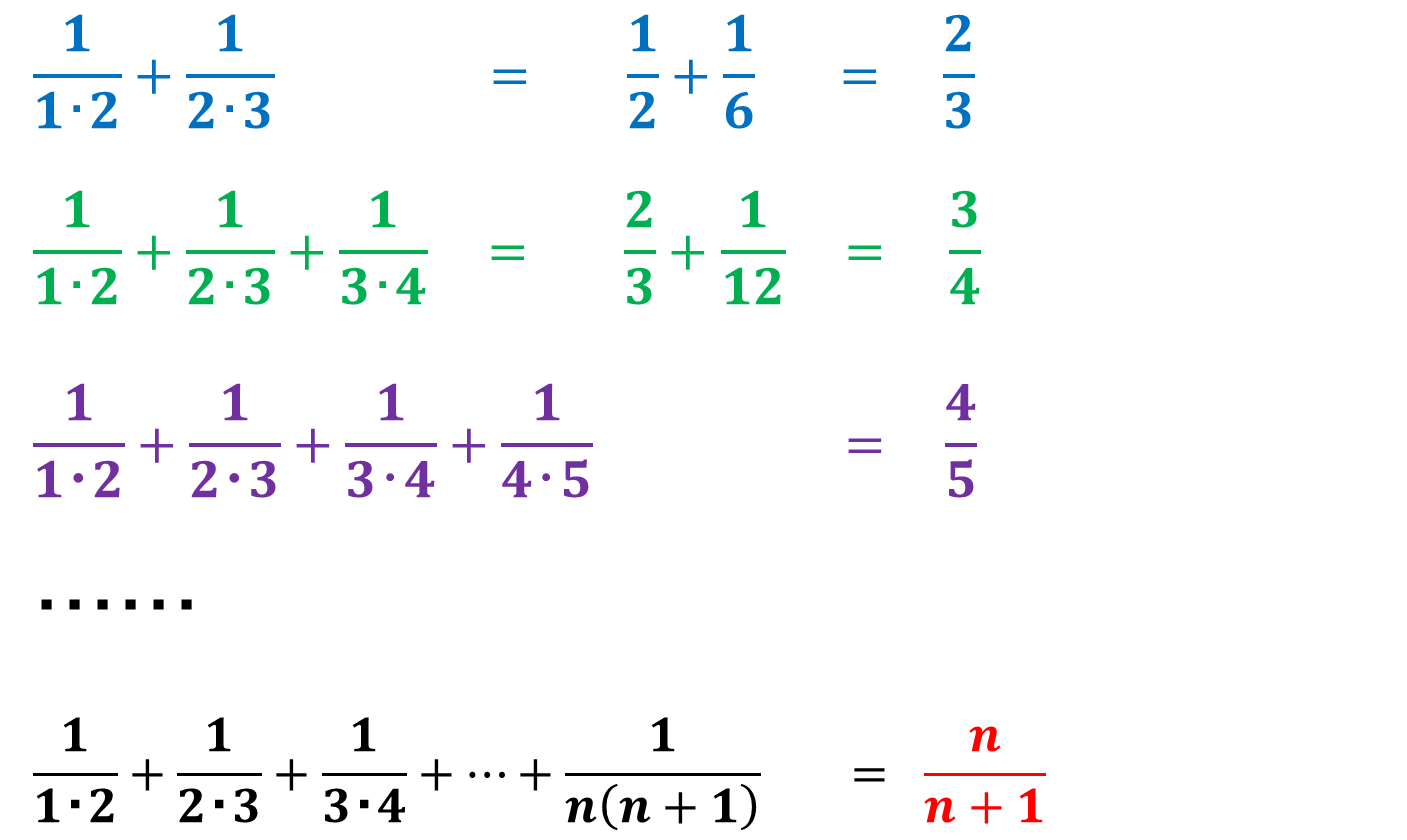 1/(1·2) + 1/(2·3) = 1/2 + 1/6 = 2/3
1/(1·2) + 1/(2·3) + 1/(3·4) = 2/3 + 1/12 = 3/4
1/(1·2) + 1/(2·3) + 1/(3·4) + 1/(4·5) = 4/5
······
1/(1·2) + 1/(2·3) + 1/(3·4) + ⋯ + 1/(n(n + 1)) = n/(n + 1)